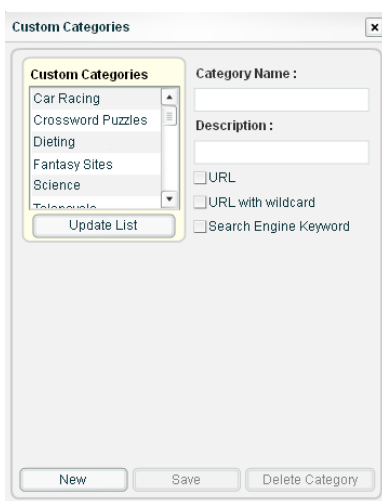 Custom Categories
Custom Categories
Car Racing
Crossword Puzzles
Dieting
Fantasy Sites
Science
Update List
Category Name :
Description :
URL
URL with wildcard
Search Engine Keyword
New
Save
Delete Category